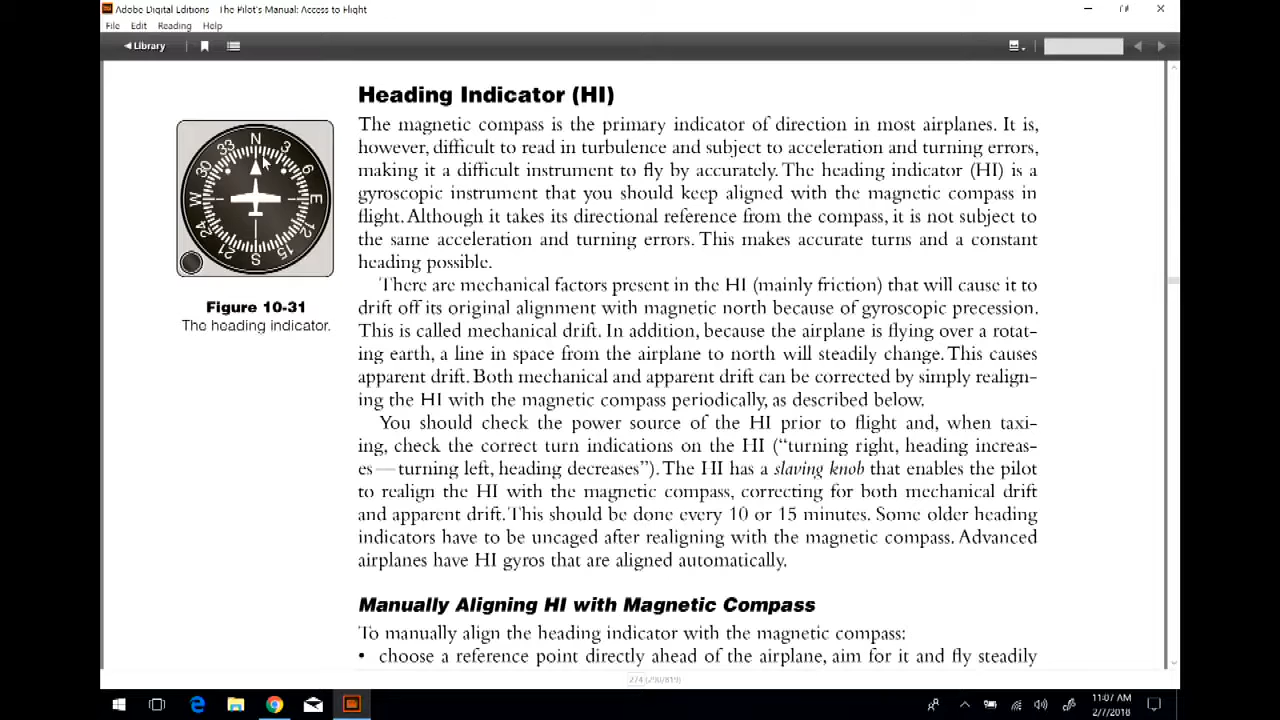 Adobe Digital Editions - The Pilot's Manual: Access to Flight
File Edit Reading Help
Library
Heading Indicator (HI)
The magnetic compass is the primary indicator of direction in most airplanes. It is,
however, difficult to read in turbulence and subject to acceleration and turning errors,
making it a difficult instrument to fly by accurately. The heading indicator (HI) is a
gyroscopic instrument that you should keep aligned with the magnetic compass in
flight. Although it takes its directional reference from the compass, it is not subject to
the same acceleration and turning errors. This makes accurate turns and a constant
heading possible.
There are mechanical factors present in the HI (mainly friction) that will cause it to
drift off its original alignment with magnetic north because of gyroscopic precession.
This is called mechanical drift. In addition, because the airplane is flying over a rotat-
ing earth, a line in space from the airplane to north will steadily change. This causes
apparent drift. Both mechanical and apparent drift can be corrected by simply realign-
ing the HI with the magnetic compass periodically, as described below.
You should check the power source of the HI prior to flight and, when taxi-
ing, check the correct turn indications on the HI (“turning right, heading increas-
es — turning left, heading decreases”). The HI has a slaving knob that enables the pilot
to realign the HI with the magnetic compass, correcting for both mechanical drift
and apparent drift. This should be done every 10 or 15 minutes. Some older heading
indicators have to be uncaged after realigning with the magnetic compass. Advanced
airplanes have HI gyros that are aligned automatically.
Manually Aligning HI with Magnetic Compass
To manually align the heading indicator with the magnetic compass:
• choose a reference point directly ahead of the airplane, aim for it and fly steadily
N 3 6 E 12 15 S 21 24 W 30 33
Figure 10-31
The heading indicator.
274 (290/819)
11:07 AM
2/7/2018